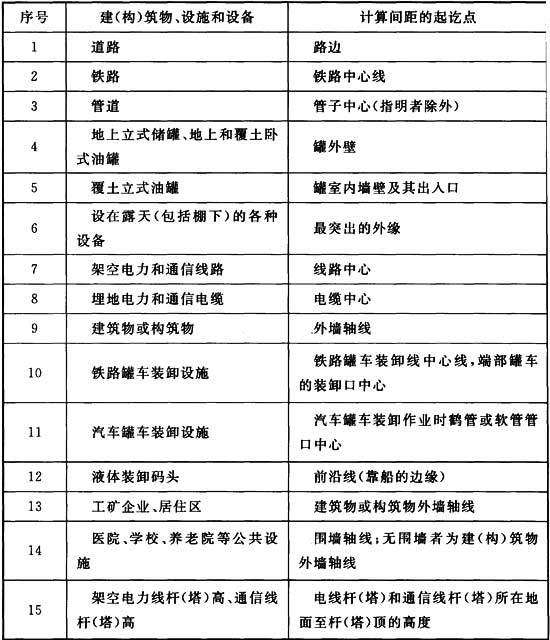 序号 建(构)筑物、设施和设备 计算间距的起讫点
1 道路 路边
2 铁路 铁路中心线
3 管道 管子中心(指明者除外)
4 地上立式储罐、地上和覆土卧
式油罐 罐外壁
5 覆土立式油罐 罐室内墙壁及其出入口
6 设在露天(包括棚下)的各种
设备 最突出的外缘
7 架空电力和通信线路 线路中心
8 埋地电力和通信电缆 电缆中心
9 建筑物或构筑物 外墙轴线
10 铁路罐车装卸设施 铁路罐车装卸线中心线,端部罐车
的装卸口中心
11 汽车罐车装卸设施 汽车罐车装卸作业时鹤管或软管管
口中心
12 液体装卸码头 前沿线(靠船的边缘)
13 工矿企业、居住区 建筑物或构筑物外墙轴线
14 医院、学校、养老院等公共设
施 围墙轴线;无围墙者为建(构)筑物
外墙轴线
15 架空电力线杆(塔)高、通信线
杆(塔)高 电线杆(塔)和通信线杆(塔)所在地
面至杆(塔)顶的高度